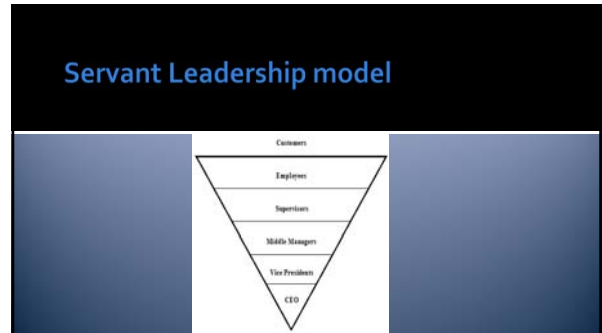 Servant Leadership model
Customers
Employees
Supervisors
Middle Managers
Vice Presidents
CEO